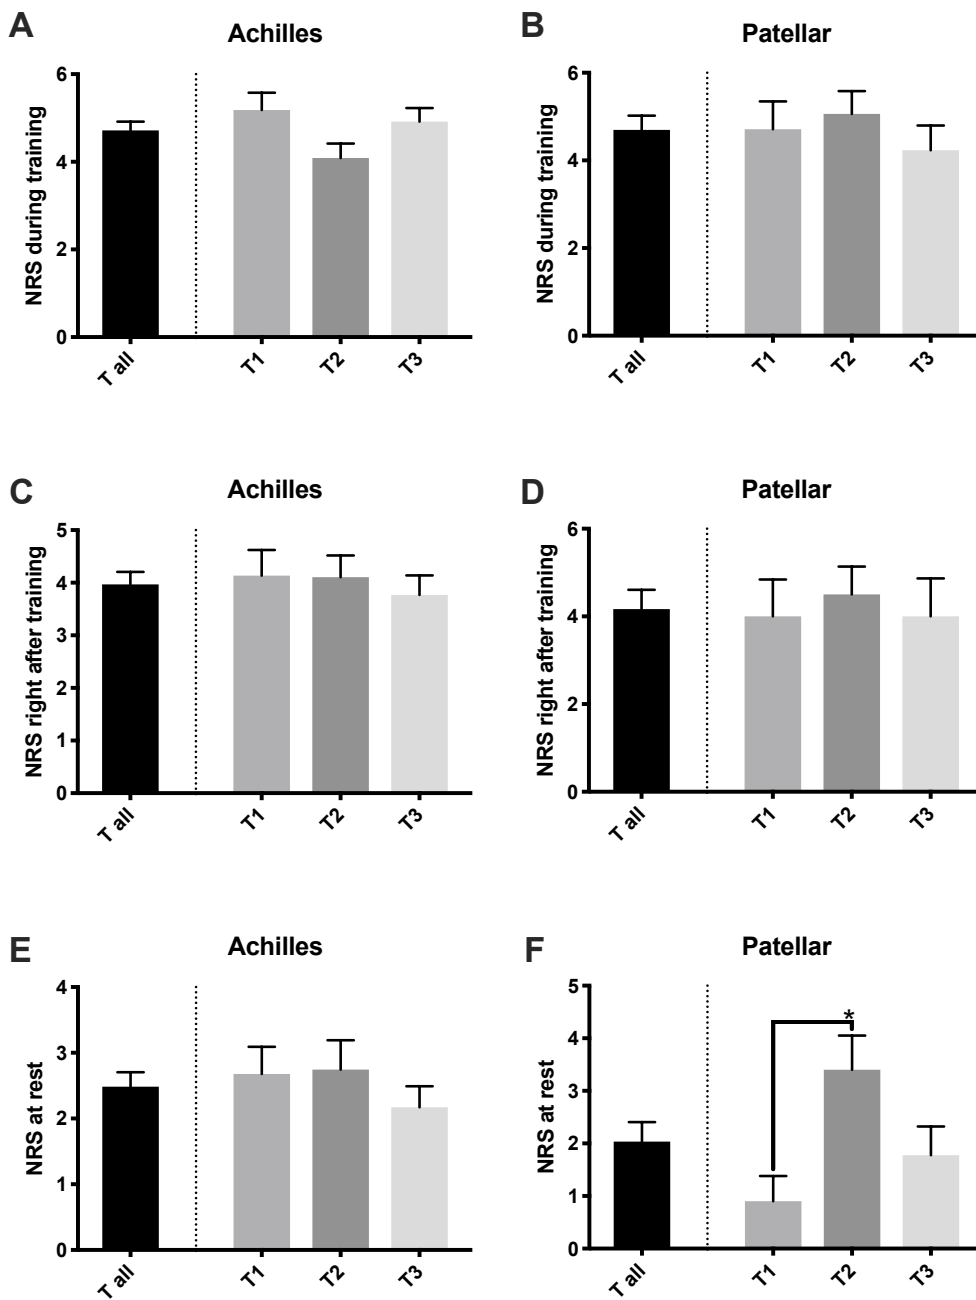 A
Achilles
NRS during training
6
4
2
0
T all
T1
T2
T3
B
Patellar
NRS during training
6
4
2
0
T all
T1
T2
T3
C
Achilles
NRS right after training
5
4
3
2
1
0
T all
T1
T2
T3
D
Patellar
NRS right after training
6
4
2
0
T all
T1
T2
T3
E
Achilles
NRS at rest
4
3
2
1
0
T all
T1
T2
T3
F
Patellar
NRS at rest
5
4
3
2
1
0
*
T all
T1
T2
T3